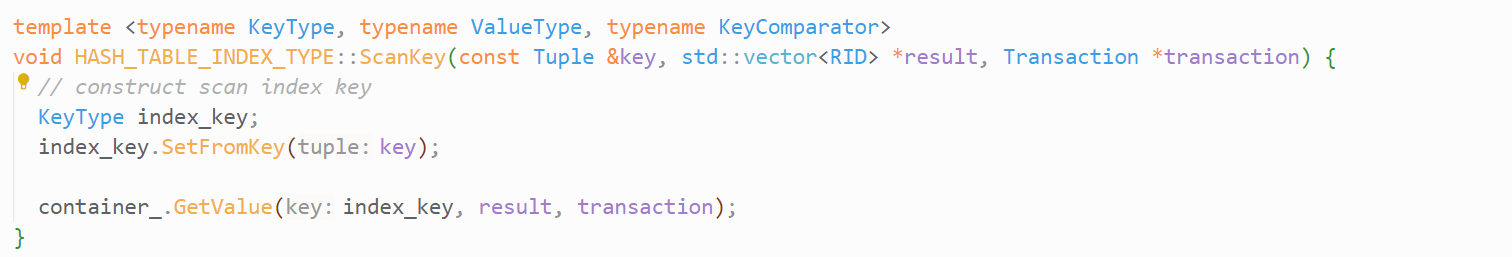 template <typename KeyType, typename ValueType, typename KeyComparator>
void HASH_TABLE_INDEX_TYPE::ScanKey(const Tuple &key, std::vector<RID> *result, Transaction *transaction) {
  // construct scan index key
  KeyType index_key;
  index_key.SetFromKey(tuple: key);

  container_.GetValue(key: index_key, result, transaction);
}